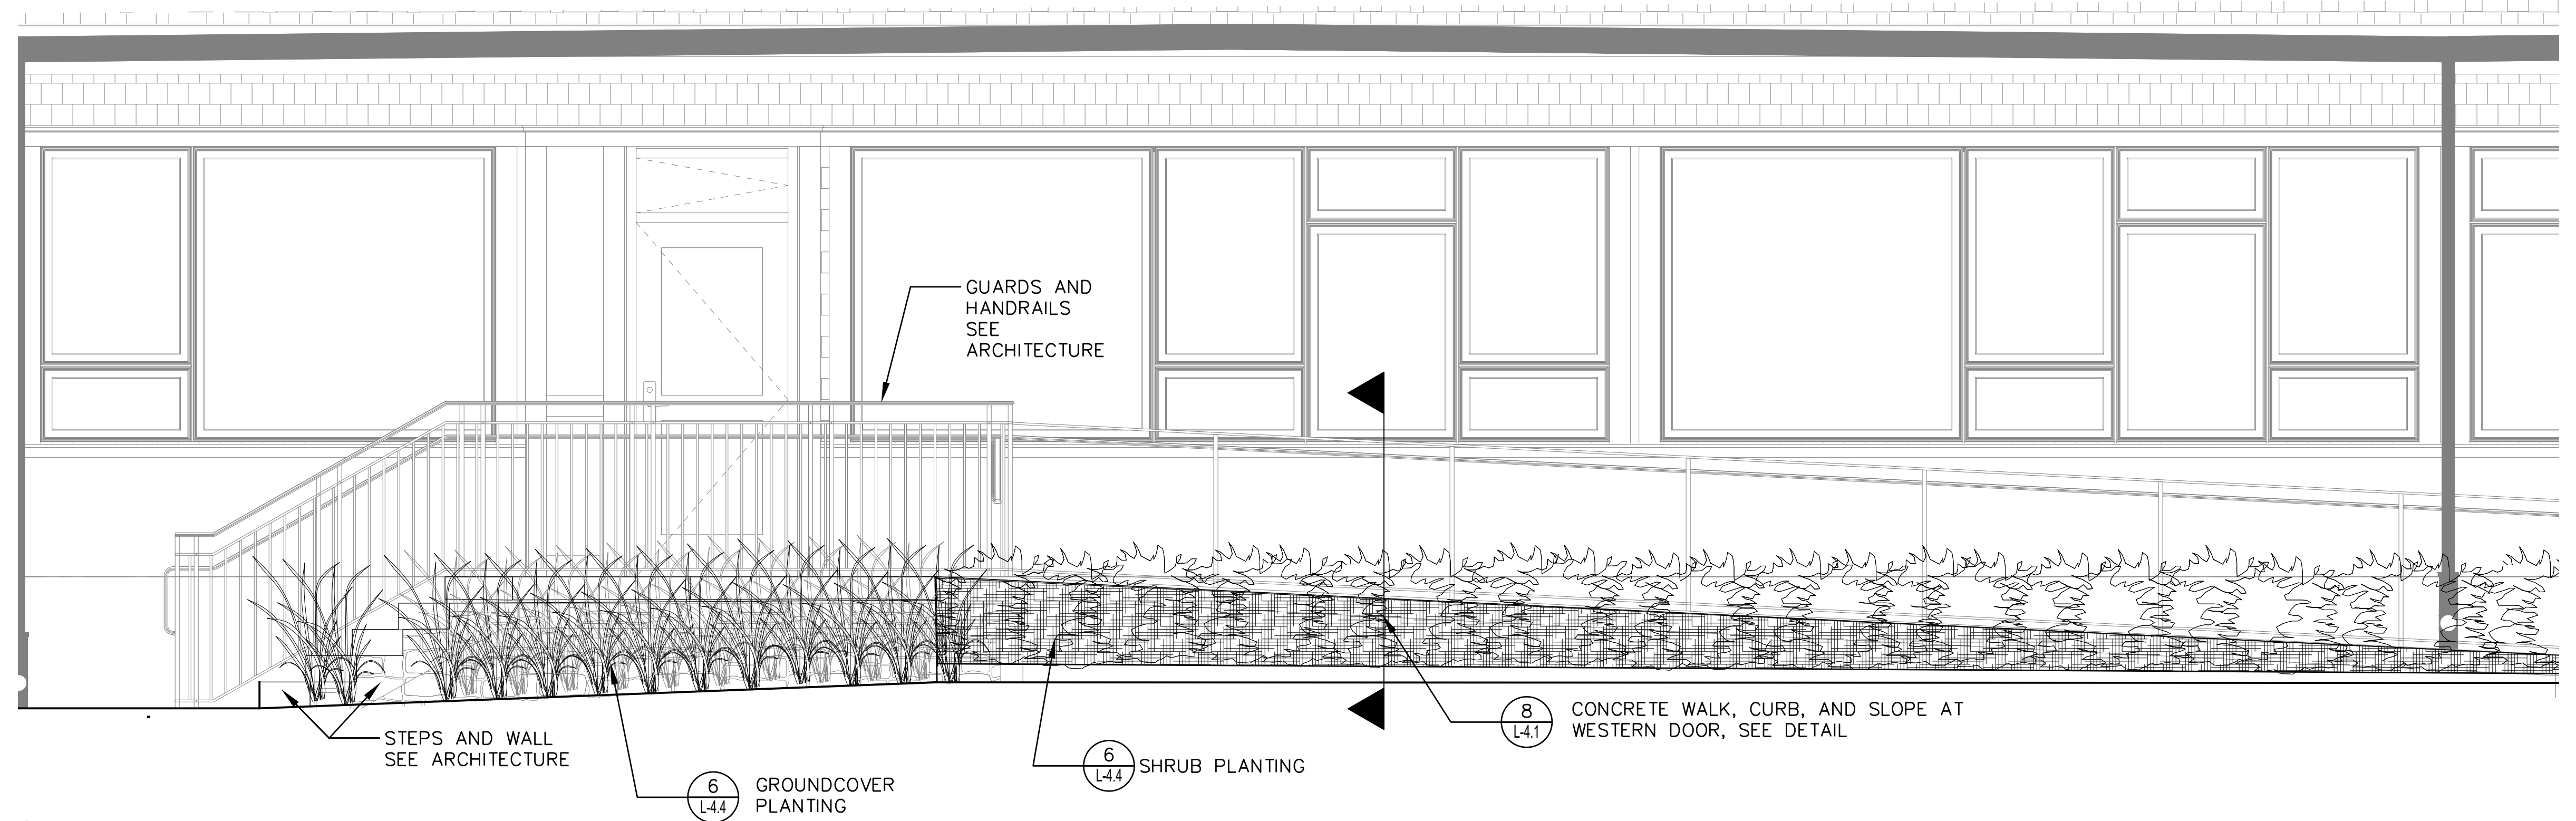 GUARDS AND
HANDRAILS
SEE
ARCHITECTURE
STEPS AND WALL
SEE ARCHITECTURE
6
L-4.4
GROUNDCOVER
PLANTING
6
L-4.4
SHRUB PLANTING
8
L-4.1
CONCRETE WALK, CURB, AND SLOPE AT
WESTERN DOOR, SEE DETAIL